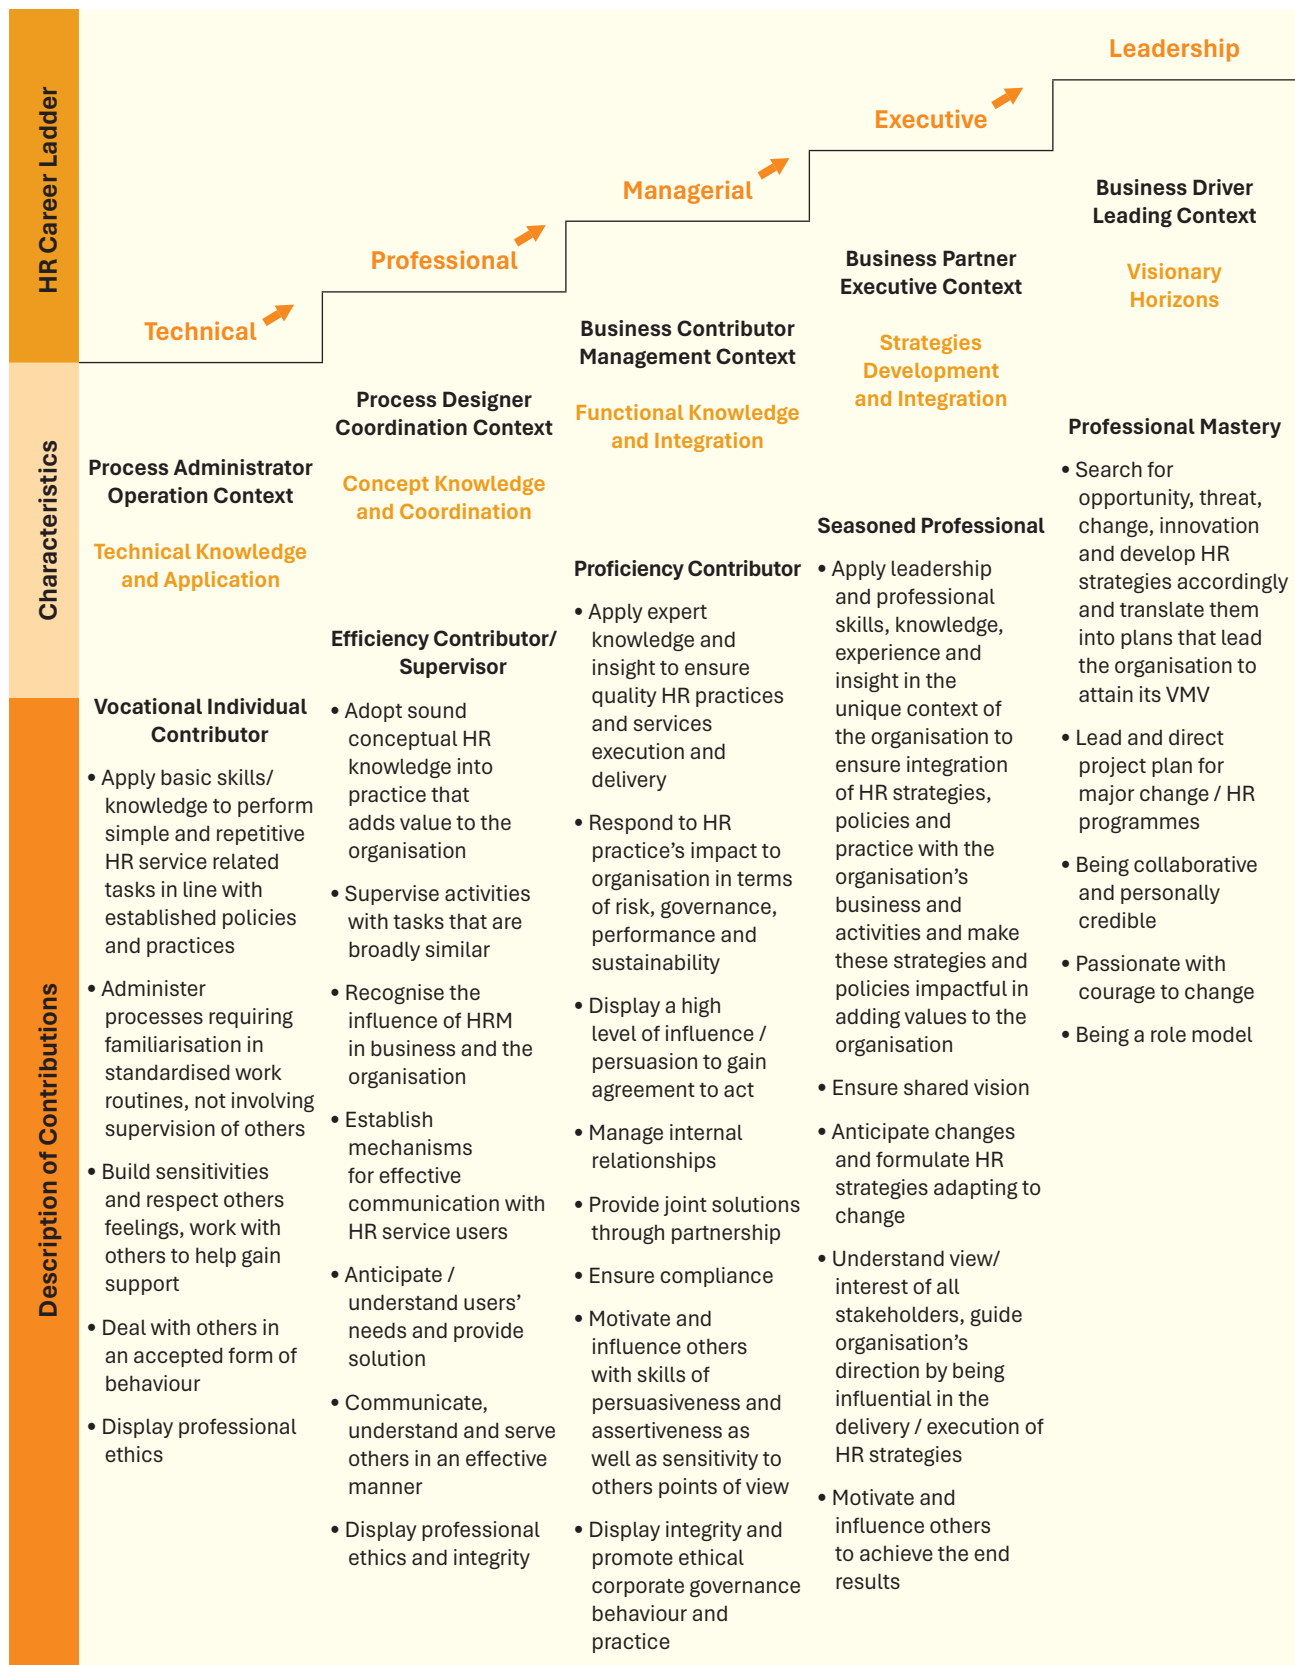 HR Career Ladder
Characteristics
Description of Contributions
Technical
Process Administrator
Operation Context
Technical Knowledge
and Application
Vocational Individual
Contributor
• Apply basic skills/
knowledge to perform
simple and repetitive
HR service related
tasks in line with
established policies
and practices
• Administer
processes requiring
familiarisation in
standardised work
routines, not involving
supervision of others
• Build sensitivities
and respect others
feelings, work with
others to help gain
support
• Deal with others in
an accepted form of
behaviour
• Display professional
ethics
Professional
Process Designer
Coordination Context
Concept Knowledge
and Coordination
Efficiency Contributor/
Supervisor
• Adopt sound
conceptual HR
knowledge into
practice that
adds value to the
organisation
• Supervise activities
with tasks that are
broadly similar
• Recognise the
influence of HRM
in business and the
organisation
• Establish
mechanisms
for effective
communication with
HR service users
• Anticipate /
understand users’
needs and provide
solution
• Communicate,
understand and serve
others in an effective
manner
• Display professional
ethics and integrity
Managerial
Business Contributor
Management Context
Functional Knowledge
and Integration
Proficiency Contributor
• Apply expert
knowledge and
insight to ensure
quality HR practices
and services
execution and
delivery
• Respond to HR
practice’s impact to
organisation in terms
of risk, governance,
performance and
sustainability
• Display a high
level of influence /
persuasion to gain
agreement to act
• Manage internal
relationships
• Provide joint solutions
through partnership
• Ensure compliance
• Motivate and
influence others
with skills of
persuasiveness and
assertiveness as
well as sensitivity to
others points of view
• Display integrity and
promote ethical
corporate governance
behaviour and
practice
Executive
Business Partner
Executive Context
Strategies
Development
and Integration
Seasoned Professional
• Apply leadership
and professional
skills, knowledge,
experience and
insight in the
unique context of
the organisation to
ensure integration
of HR strategies,
policies and
practice with the
organisation’s
business and
activities and make
these strategies and
policies impactful in
adding values to the
organisation
• Ensure shared vision
• Anticipate changes
and formulate HR
strategies adapting to
change
• Understand view/
interest of all
stakeholders, guide
organisation’s
direction by being
influential in the
delivery / execution of
HR strategies
• Motivate and
influence others
to achieve the end
results
Leadership
Business Driver
Leading Context
Visionary
Horizons
Professional Mastery
• Search for
opportunity, threat,
change, innovation
and develop HR
strategies accordingly
and translate them
into plans that lead
the organisation to
attain its VMV
• Lead and direct
project plan for
major change / HR
programmes
• Being collaborative
and personally
credible
• Passionate with
courage to change
• Being a role model